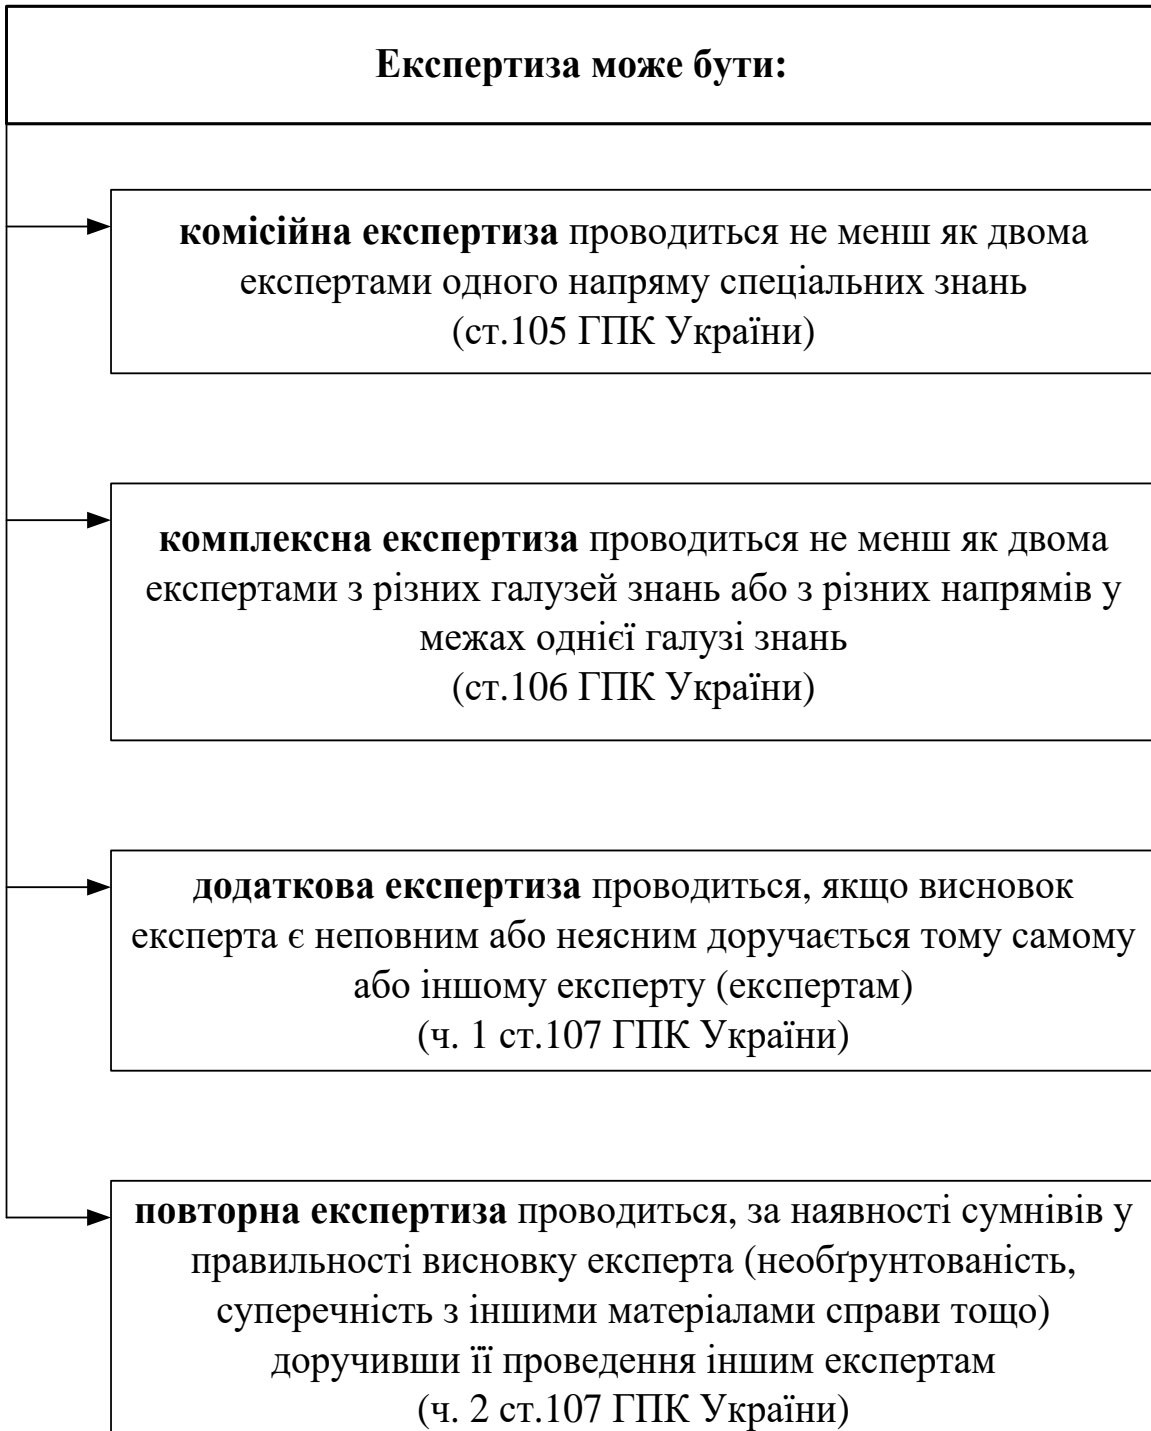 Експертиза може бути:
комісійна експертиза проводиться не менш як двома
експертами одного напряму спеціальних знань
(ст.105 ГПК України)
комплексна експертиза проводиться не менш як двома
експертами з різних галузей знань або з різних напрямів у
межах однієї галузі знань
(ст.106 ГПК України)
додаткова експертиза проводиться, якщо висновок
експерта є неповним або неясним доручається тому самому
або іншому експерту (експертам)
(ч. 1 ст.107 ГПК України)
повторна експертиза проводиться, за наявності сумнівів у
правильності висновку експерта (необґрунтованість,
суперечність з іншими матеріалами справи тощо)
доручивши її проведення іншим експертам
(ч. 2 ст.107 ГПК України)